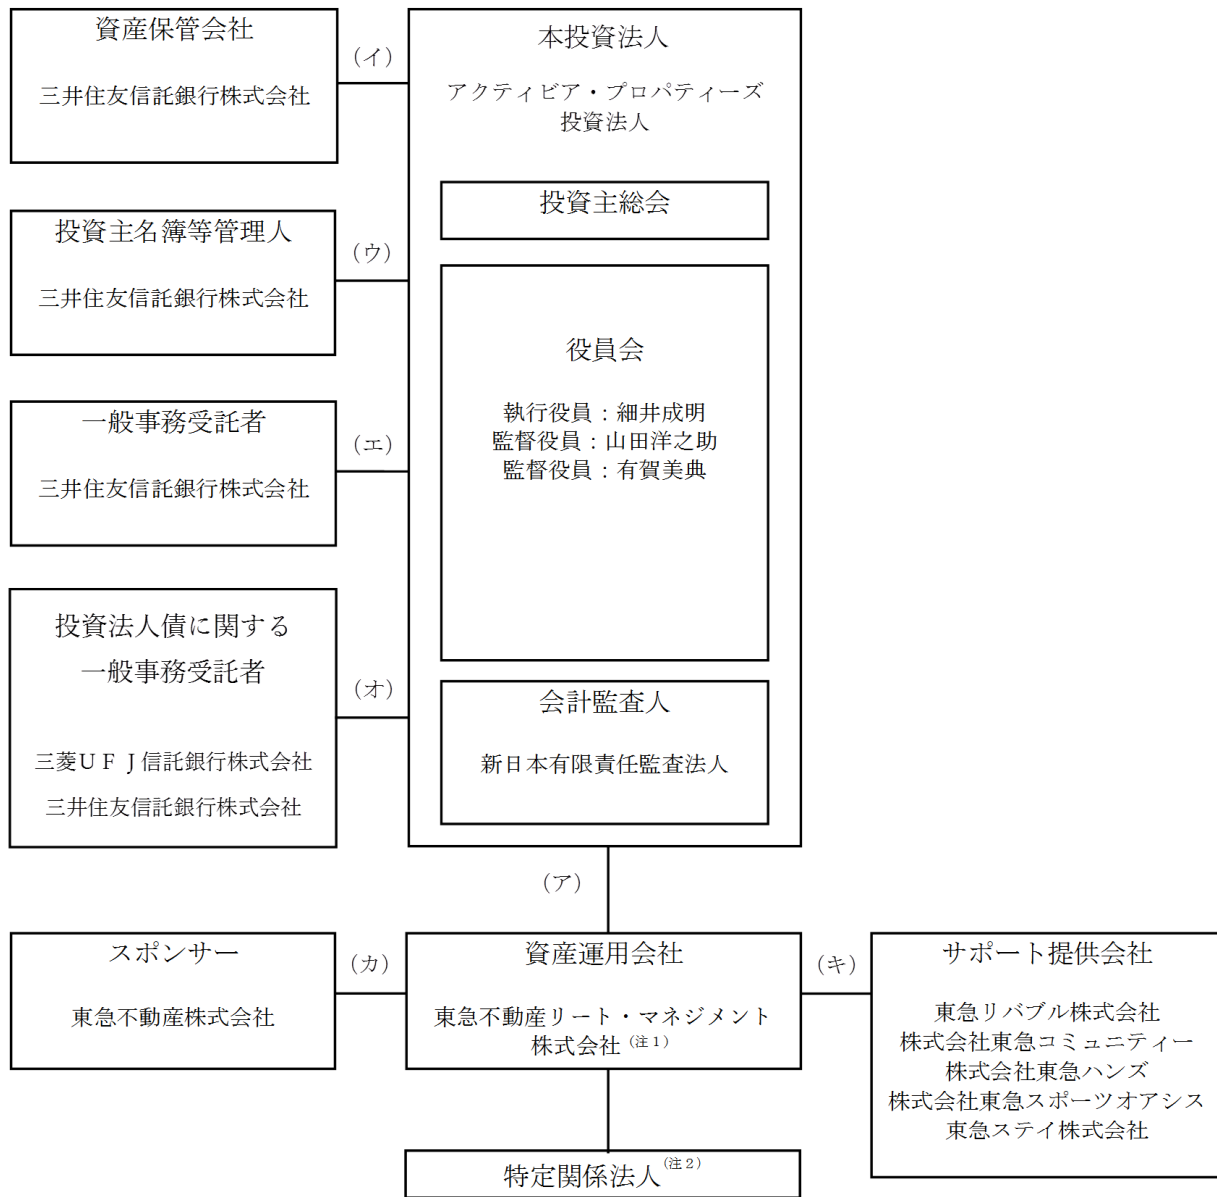 資産保管会社
三井住友信託銀行株式会社
(イ)
本投資法人
アクティビア・プロパティーズ
投資法人
投資主総会
投資主名簿等管理人
三井住友信託銀行株式会社
(ウ)
役員会
執行役員：細井成明
監督役員：山田洋之助
監督役員：有賀美典
一般事務受託者
三井住友信託銀行株式会社
(エ)
投資法人債に関する
一般事務受託者
三菱ＵＦＪ信託銀行株式会社
三井住友信託銀行株式会社
(オ)
会計監査人
新日本有限責任監査法人
(ア)
スポンサー
東急不動産株式会社
(カ)
資産運用会社
東急不動産リート・マネジメント
株式会社(注１)
(キ)
サポート提供会社
東急リバブル株式会社
株式会社東急コミュニティー
株式会社東急ハンズ
株式会社東急スポーツオアシス
東急ステイ株式会社
特定関係法人(注２)